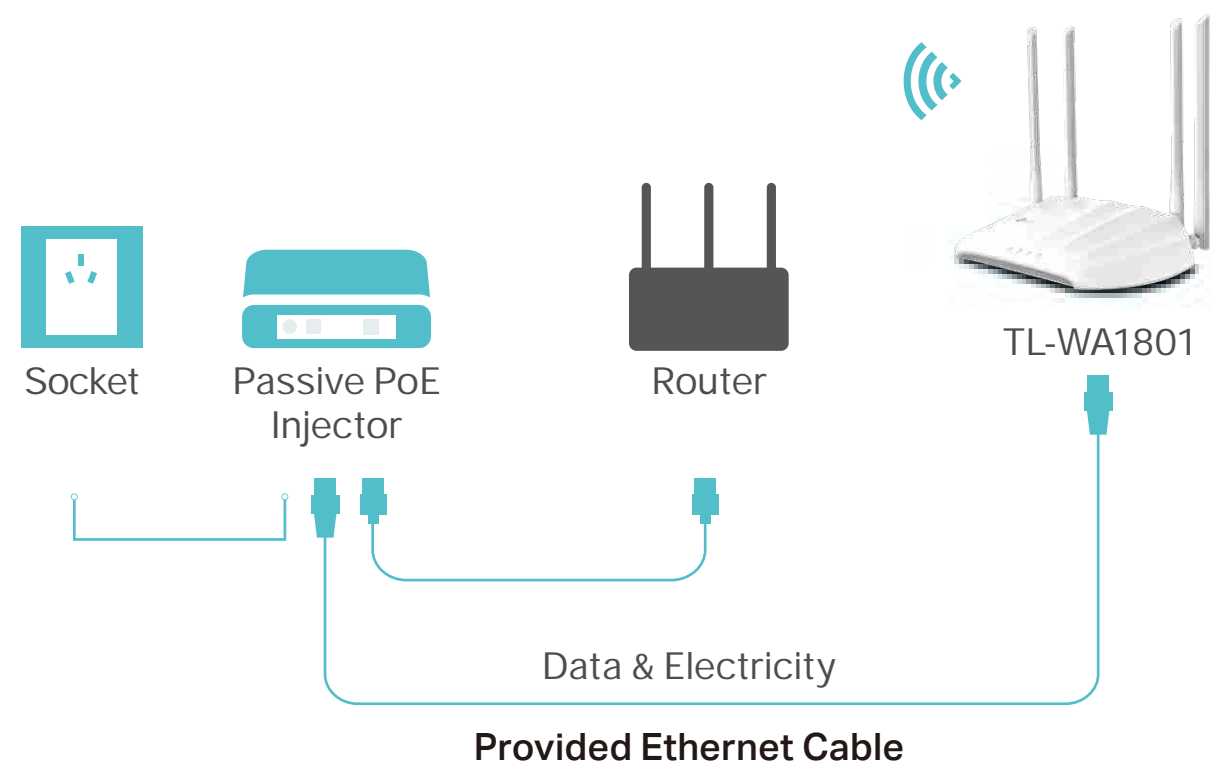 TL-WA1801
Socket
Passive PoE
Injector
Router
Data & Electricity
Provided Ethernet Cable